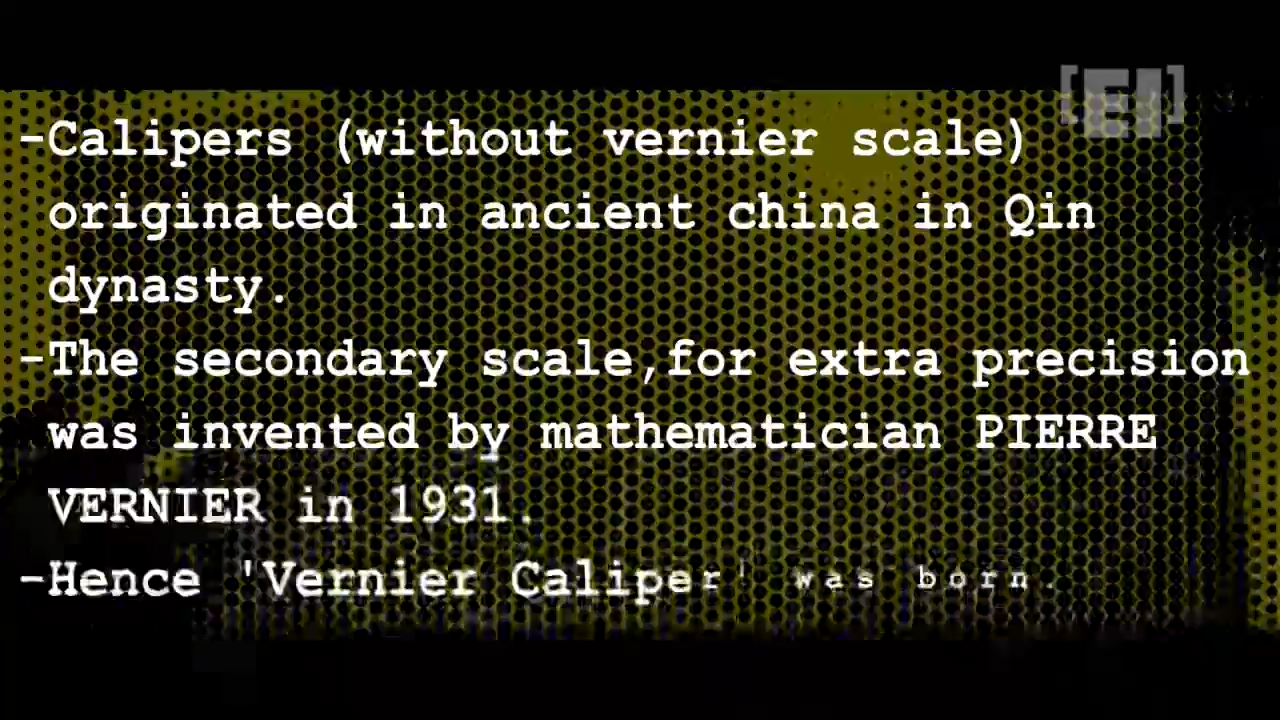 [EI]
-Calipers (without vernier scale)
originated in ancient china in Qin
dynasty.
-The secondary scale,for extra precision
was invented by mathematician PIERRE
VERNIER in 1931.
-Hence 'Vernier Caliper' was born.